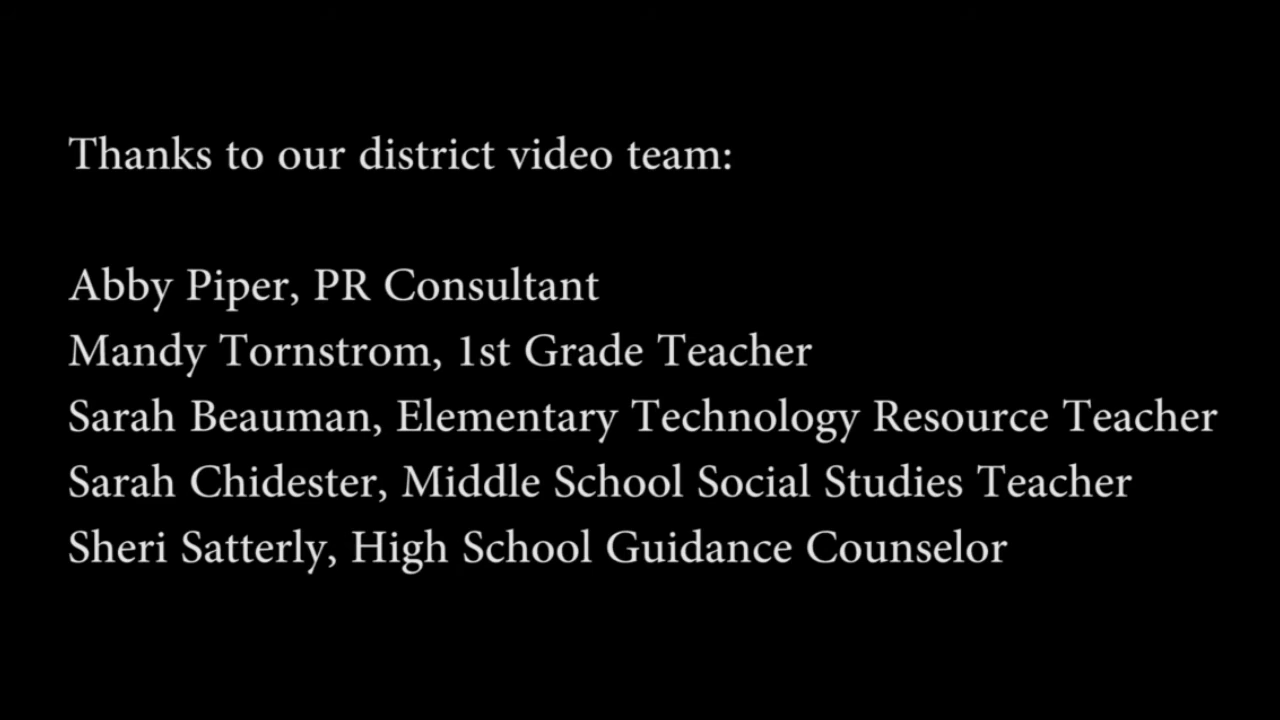 Thanks to our district video team:
Abby Piper, PR Consultant
Mandy Tornstrom, 1st Grade Teacher
Sarah Beauman, Elementary Technology Resource Teacher
Sarah Chidester, Middle School Social Studies Teacher
Sheri Satterly, High School Guidance Counselor